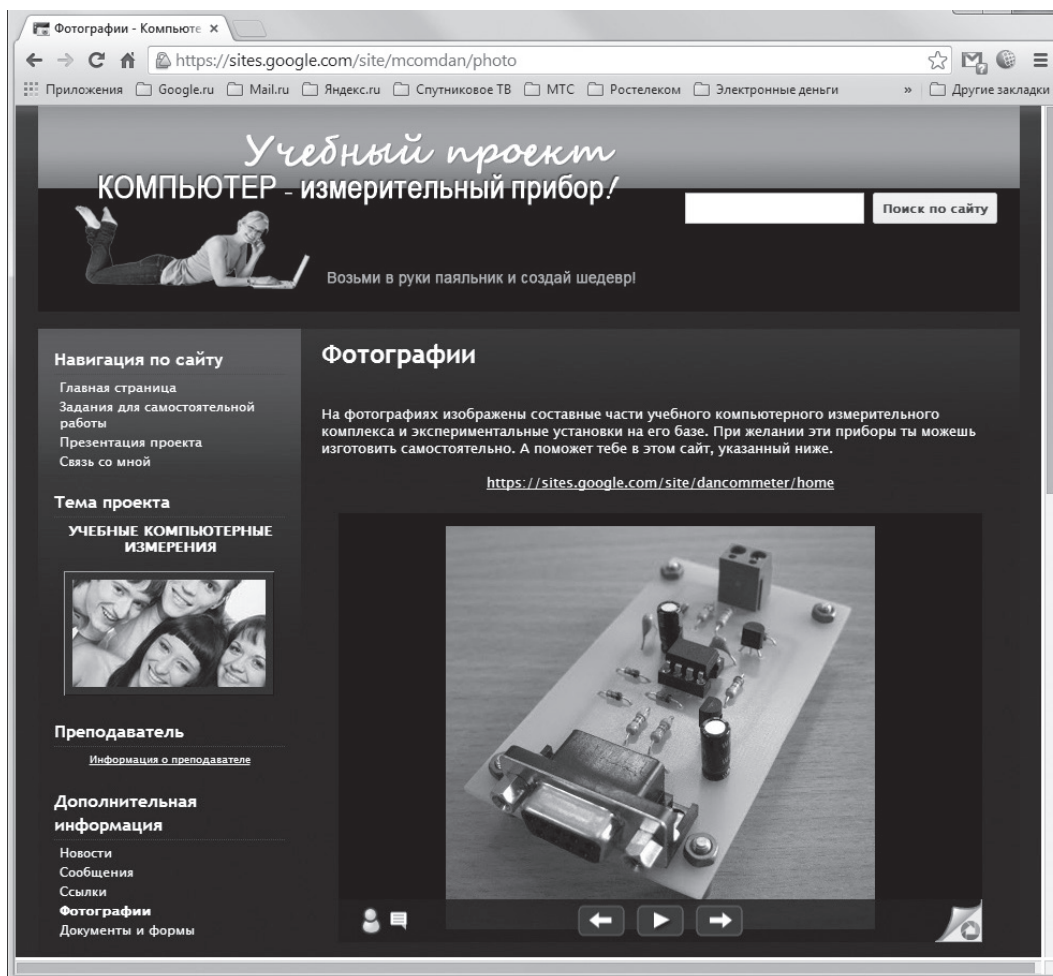 Фотографии - Компьюте ×
https://sites.google.com/site/mcomdan/photo
Приложения Google.ru Mail.ru Яндекс.ru Спутниковое ТВ МТС Ростелеком Электронные деньги » Другие закладки
Учебный проект
КОМПЬЮТЕР - измерительный прибор!
Поиск по сайту
Возьми в руки паяльник и создай шедевр!
Навигация по сайту
Главная страница
Задания для самостоятельной
работы
Презентация проекта
Связь со мной
Тема проекта
УЧЕБНЫЕ КОМПЬЮТЕРНЫЕ
ИЗМЕРЕНИЯ
Преподаватель
Информация о преподавателе
Дополнительная
информация
Новости
Сообщения
Ссылки
Фотографии
Документы и формы
Фотографии
На фотографиях изображены составные части учебного компьютерного измерительного
комплекса и экспериментальные установки на его базе. При желании эти приборы ты можешь
изготовить самостоятельно. А поможет тебе в этом сайт, указанный ниже.
https://sites.google.com/site/dancommeter/home